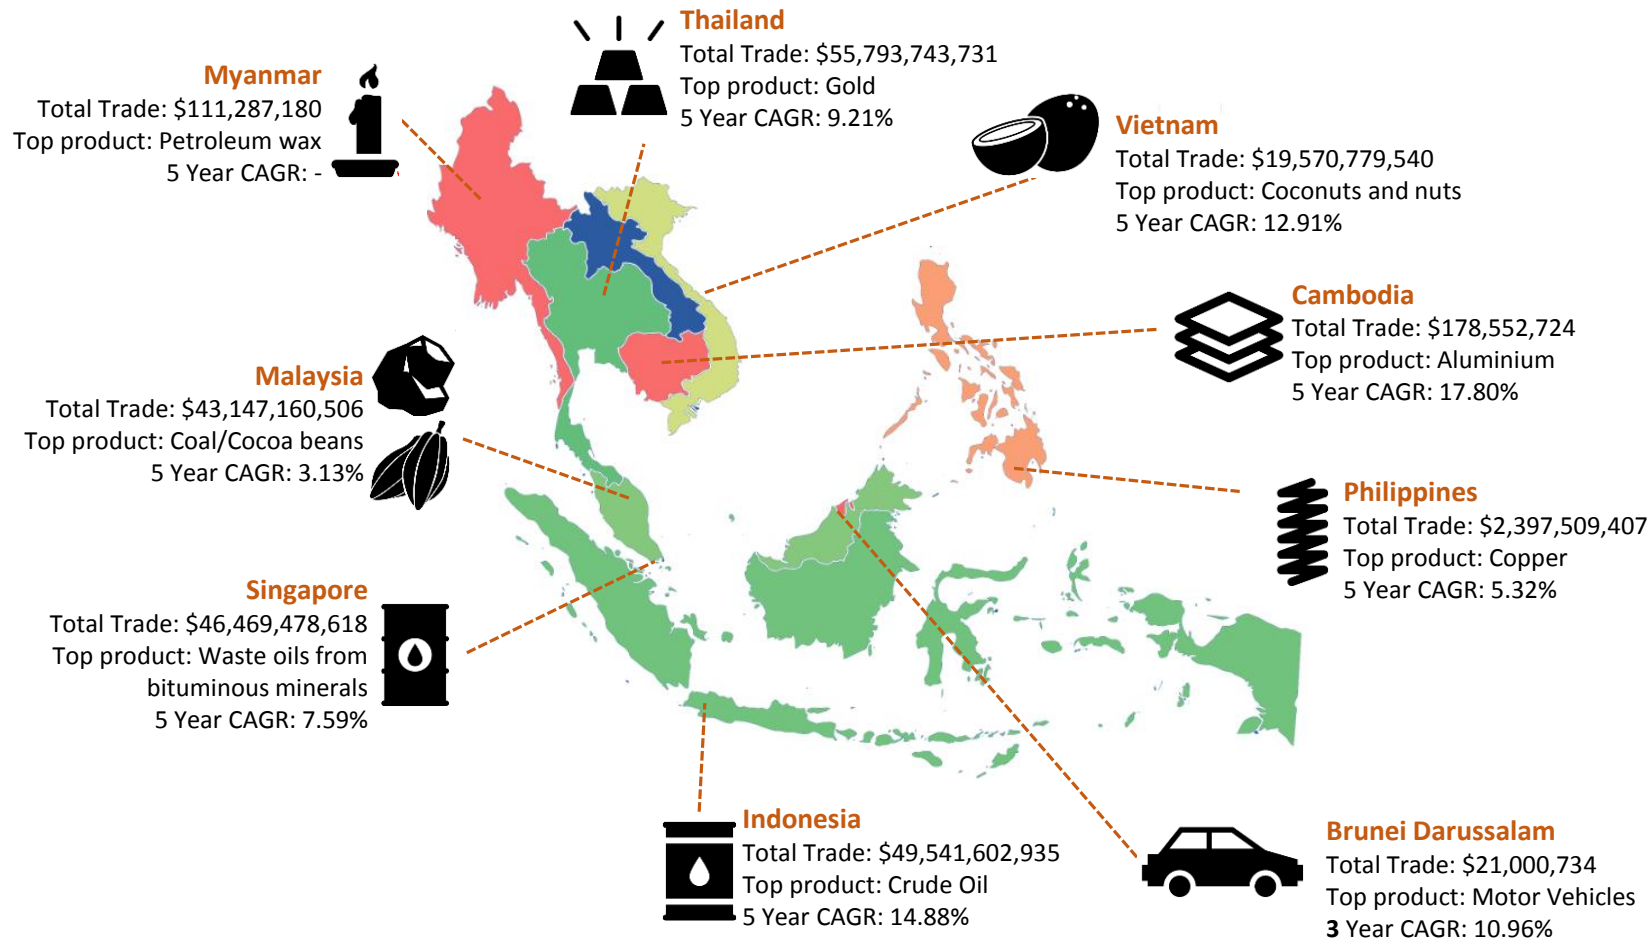 Thailand
Total Trade: $55,793,743,731
Top product: Gold
5 Year CAGR: 9.21%
Myanmar
Total Trade: $111,287,180
Top product: Petroleum wax
5 Year CAGR: -
Vietnam
Total Trade: $19,570,779,540
Top product: Coconuts and nuts
5 Year CAGR: 12.91%
Cambodia
Total Trade: $178,552,724
Top product: Aluminium
5 Year CAGR: 17.80%
Malaysia
Total Trade: $43,147,160,506
Top product: Coal/Cocoa beans
5 Year CAGR: 3.13%
Philippines
Total Trade: $2,397,509,407
Top product: Copper
5 Year CAGR: 5.32%
Singapore
Total Trade: $46,469,478,618
Top product: Waste oils from
bituminous minerals
5 Year CAGR: 7.59%
Indonesia
Total Trade: $49,541,602,935
Top product: Crude Oil
5 Year CAGR: 14.88%
Brunei Darussalam
Total Trade: $21,000,734
Top product: Motor Vehicles
3 Year CAGR: 10.96%